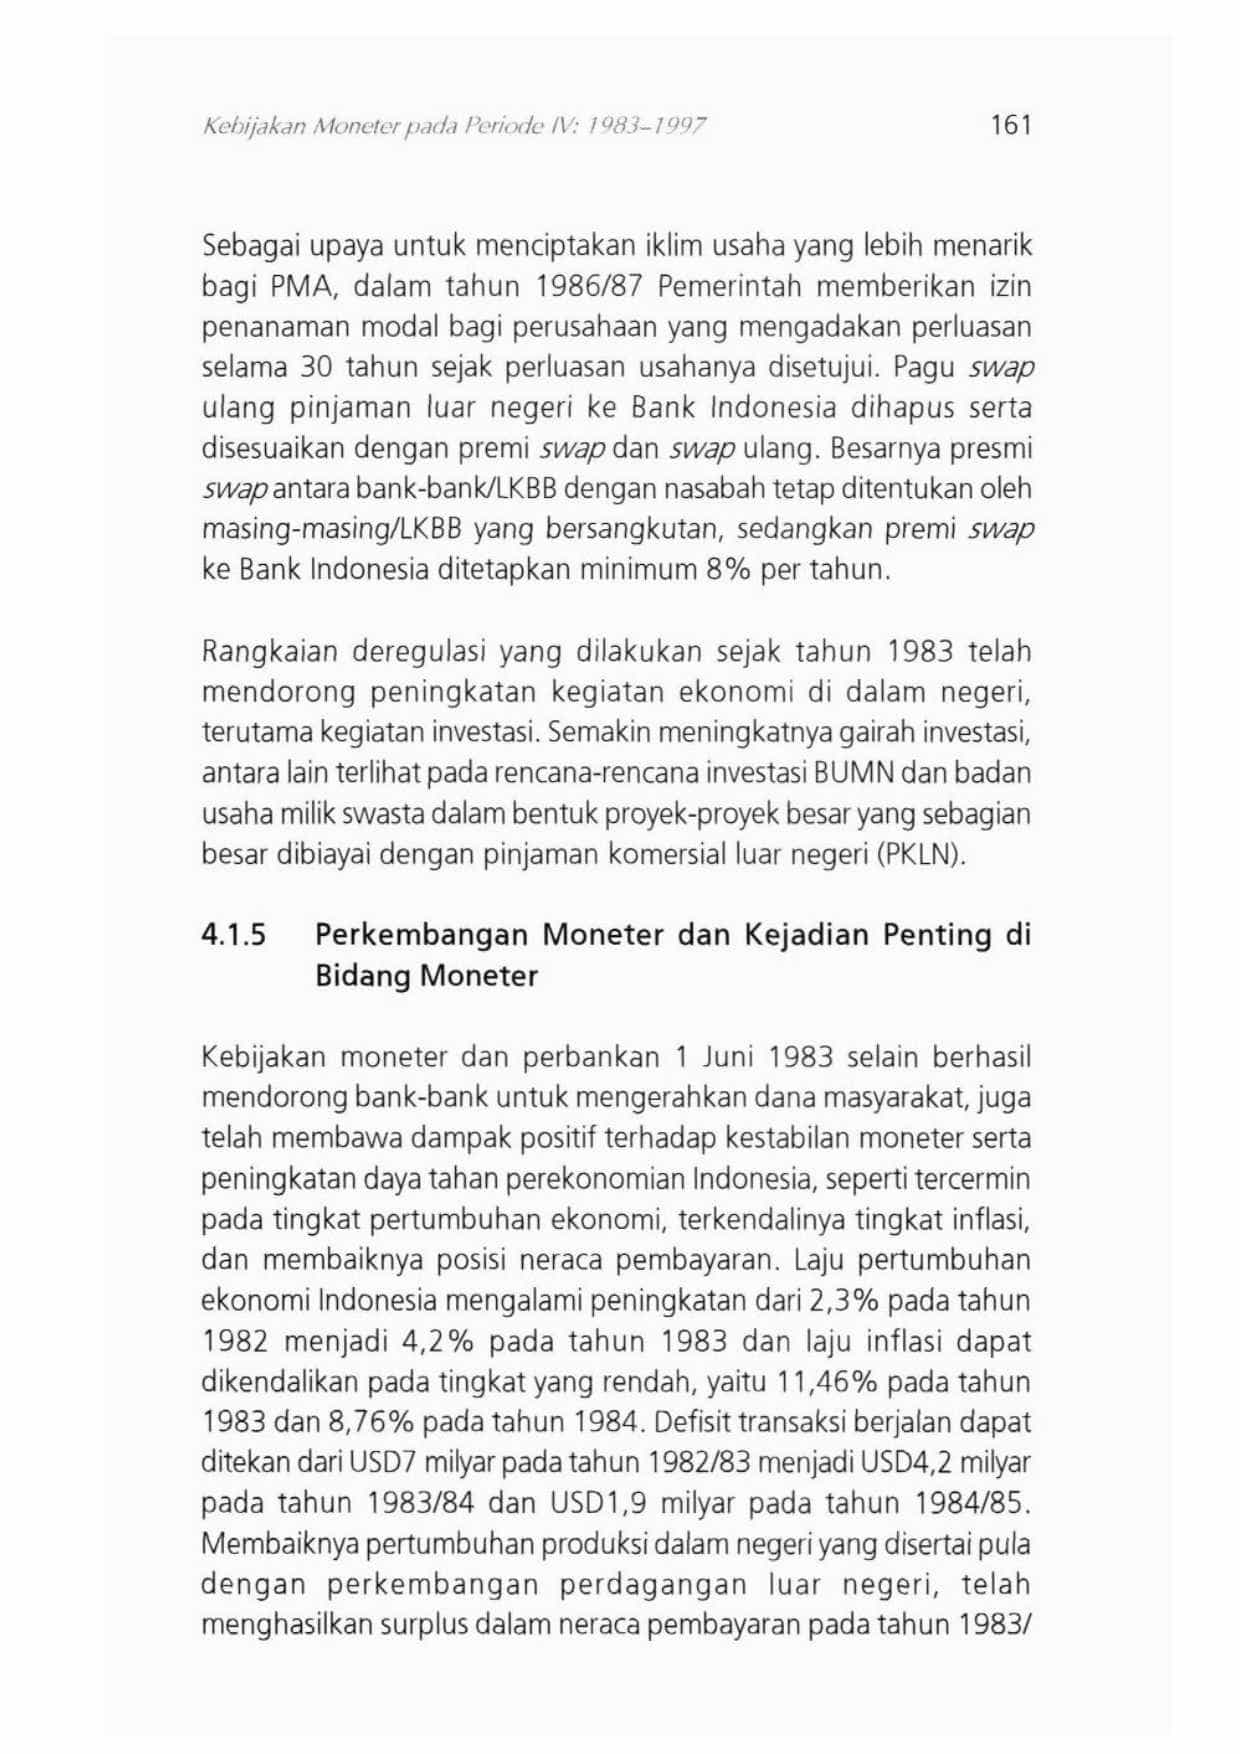 Kebijakan Moneter pada Periode IV: 1983–1997 161
Sebagai upaya untuk menciptakan iklim usaha yang lebih menarik
bagi PMA, dalam tahun 1986/87 Pemerintah memberikan izin
penanaman modal bagi perusahaan yang mengadakan perluasan
selama 30 tahun sejak perluasan usahanya disetujui. Pagu swap
ulang pinjaman luar negeri ke Bank Indonesia dihapus serta
disesuaikan dengan premi swap dan swap ulang. Besarnya presmi
swap antara bank-bank/LKBB dengan nasabah tetap ditentukan oleh
masing-masing/LKBB yang bersangkutan, sedangkan premi swap
ke Bank Indonesia ditetapkan minimum 8% per tahun.
Rangkaian deregulasi yang dilakukan sejak tahun 1983 telah
mendorong peningkatan kegiatan ekonomi di dalam negeri,
terutama kegiatan investasi. Semakin meningkatnya gairah investasi,
antara lain terlihat pada rencana-rencana investasi BUMN dan badan
usaha milik swasta dalam bentuk proyek-proyek besar yang sebagian
besar dibiayai dengan pinjaman komersial luar negeri (PKLN).
4.1.5 Perkembangan Moneter dan Kejadian Penting di
Bidang Moneter
Kebijakan moneter dan perbankan 1 Juni 1983 selain berhasil
mendorong bank-bank untuk mengerahkan dana masyarakat, juga
telah membawa dampak positif terhadap kestabilan moneter serta
peningkatan daya tahan perekonomian Indonesia, seperti tercermin
pada tingkat pertumbuhan ekonomi, terkendalinya tingkat inflasi,
dan membaiknya posisi neraca pembayaran. Laju pertumbuhan
ekonomi Indonesia mengalami peningkatan dari 2,3% pada tahun
1982 menjadi 4,2% pada tahun 1983 dan laju inflasi dapat
dikendalikan pada tingkat yang rendah, yaitu 11,46% pada tahun
1983 dan 8,76% pada tahun 1984. Defisit transaksi berjalan dapat
ditekan dari USD7 milyar pada tahun 1982/83 menjadi USD4,2 milyar
pada tahun 1983/84 dan USD1,9 milyar pada tahun 1984/85.
Membaiknya pertumbuhan produksi dalam negeri yang disertai pula
dengan perkembangan perdagangan luar negeri, telah
menghasilkan surplus dalam neraca pembayaran pada tahun 1983/